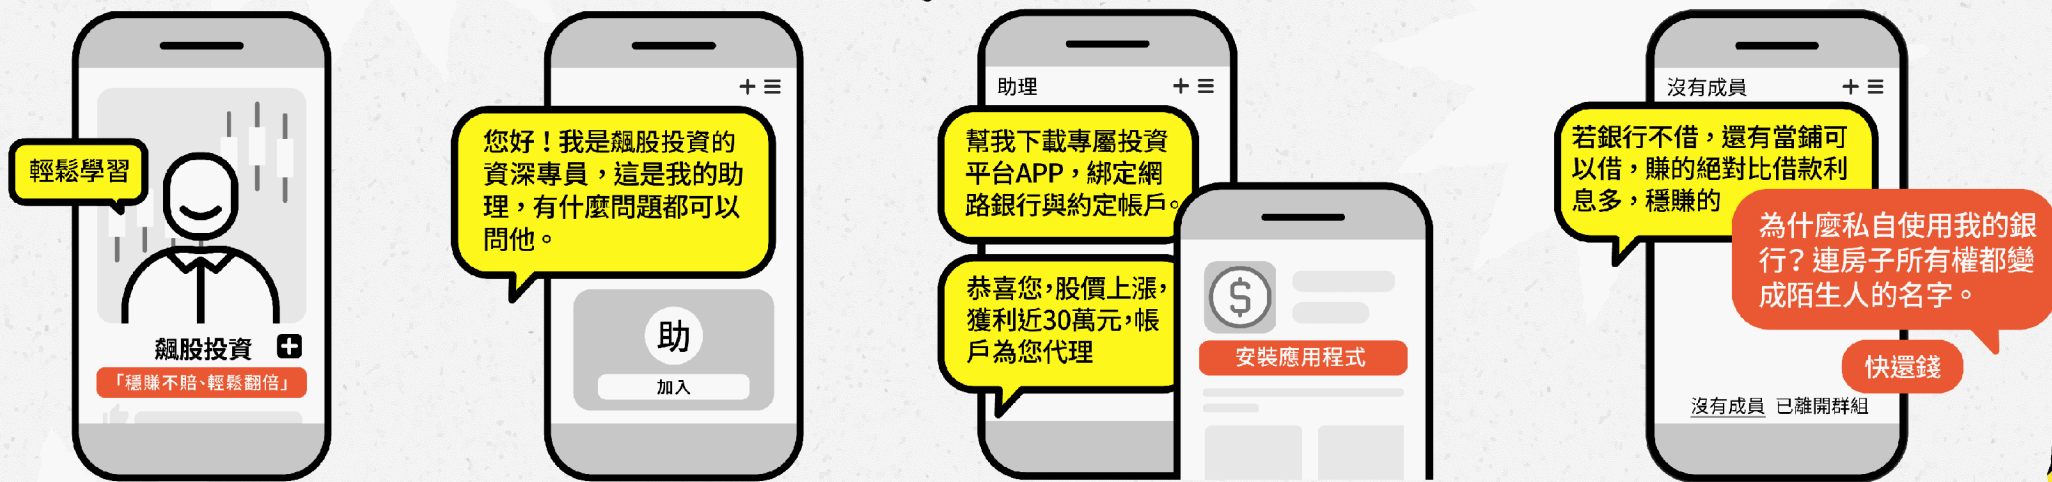 輕鬆學習
飆股投資
「穩賺不賠、輕鬆翻倍」
您好！我是飆股投資的
資深專員，這是我的助
理，有什麼問題都可以
問他。
助
加入
助理
幫我下載專屬投資
平台APP，綁定網
路銀行與約定帳戶。
恭喜您，股價上漲，
獲利近30萬元，帳
戶為您代理
安裝應用程式
沒有成員
若銀行不借，還有當鋪可
以借，賺的絕對比借款利
息多，穩賺的
為什麼私自使用我的銀
行？連房子所有權都變
成陌生人的名字。
快還錢
沒有成員 已離開群組